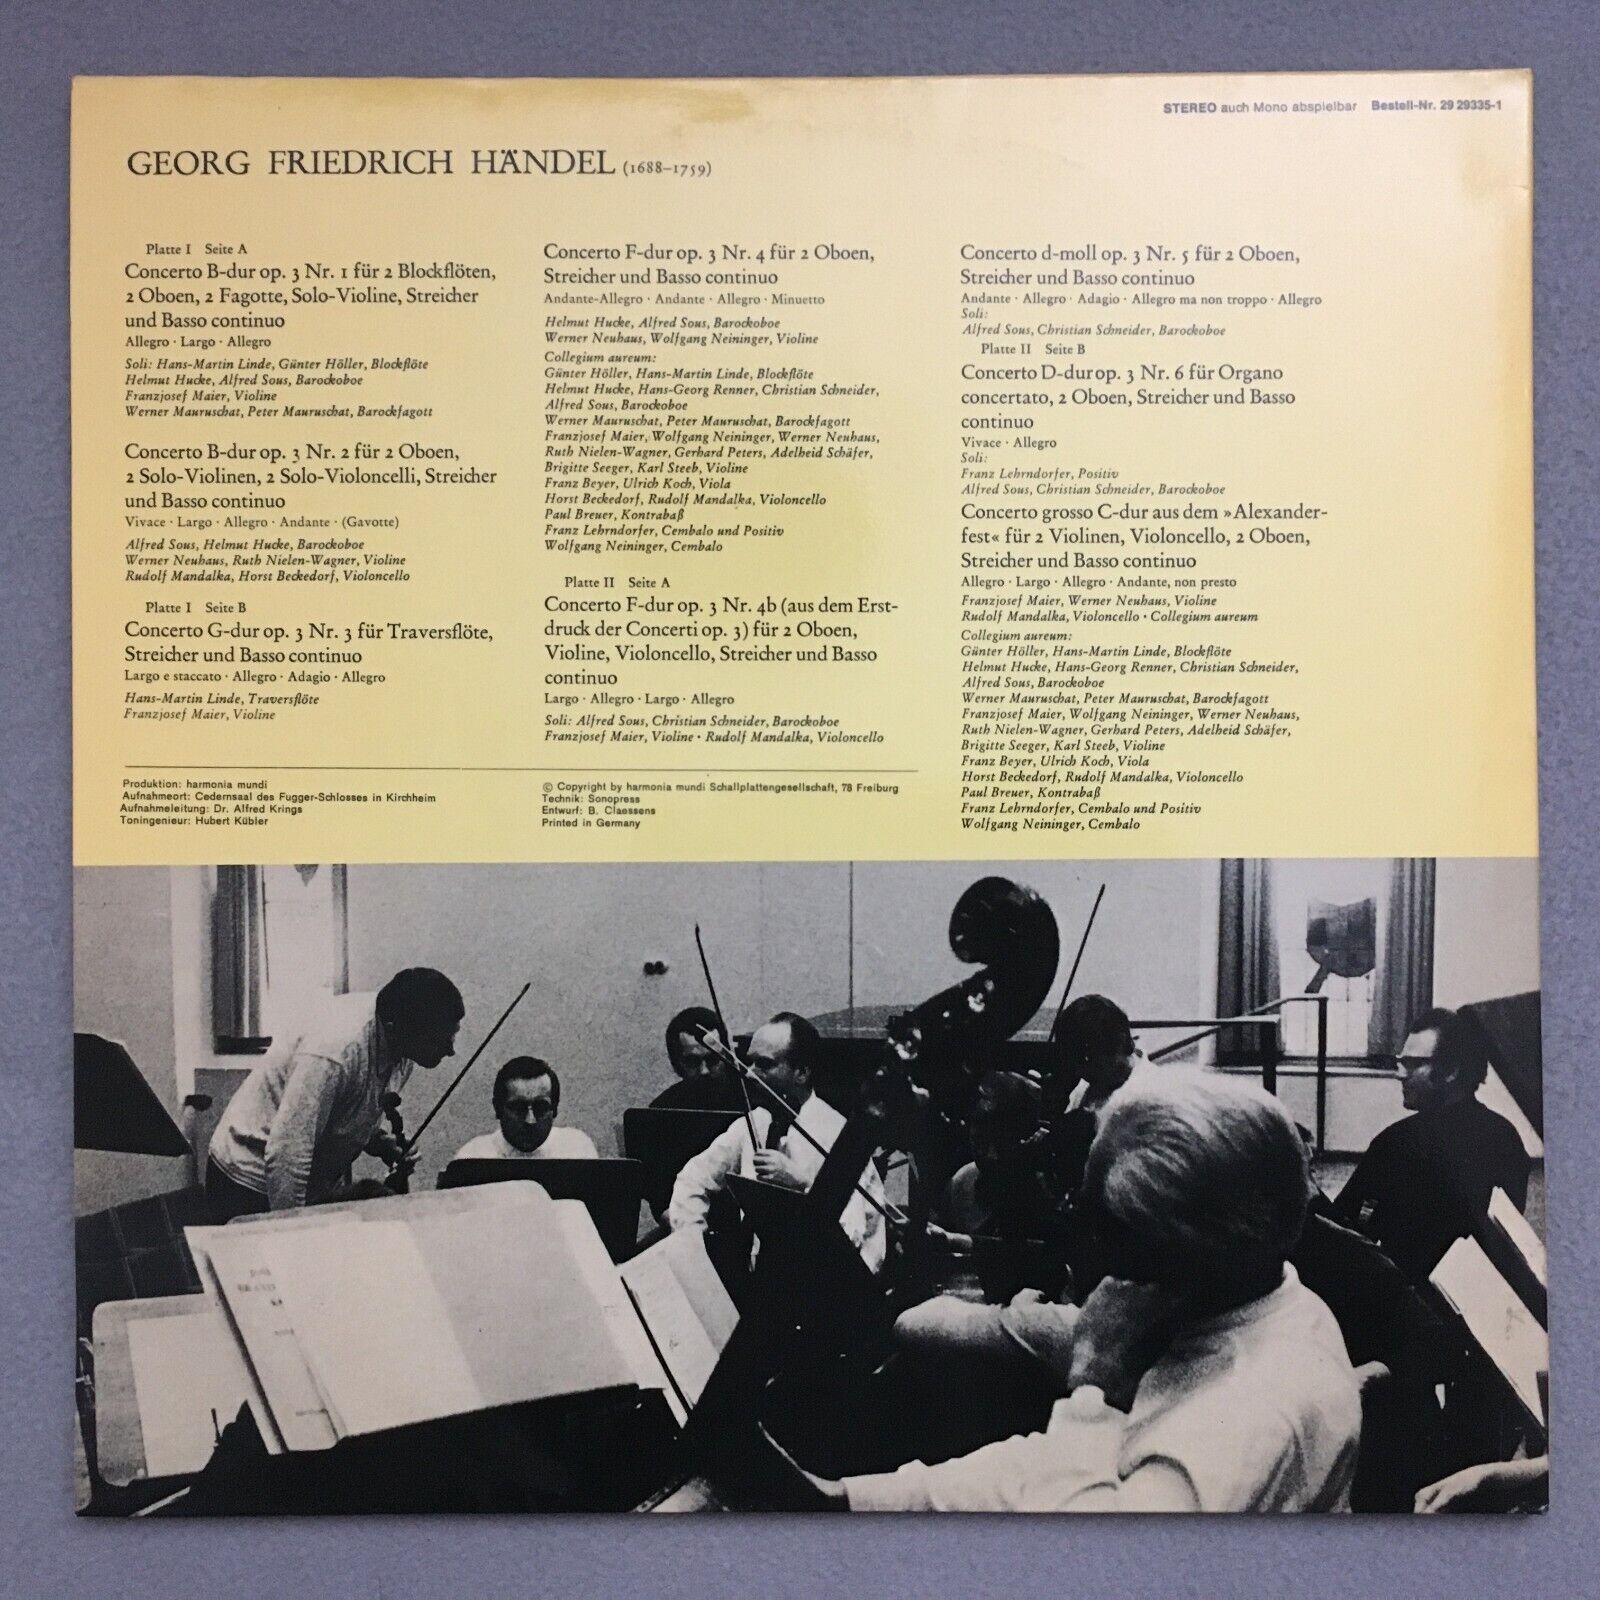 STEREO auch Mono abspielbar Bestell-Nr. 29 29335-1
GEORG FRIEDRICH HÄNDEL (1688–1759)
Platte I Seite A
Concerto B-dur op. 3 Nr. 1 für 2 Blockflöten,
2 Oboen, 2 Fagotte, Solo-Violine, Streicher
und Basso continuo
Allegro · Largo · Allegro
Soli: Hans-Martin Linde, Günter Höller, Blockflöte
Helmut Hucke, Alfred Sous, Barockoboe
Franzjosef Maier, Violine
Werner Mauruschat, Peter Mauruschat, Barockfagott
Concerto B-dur op. 3 Nr. 2 für 2 Oboen,
2 Solo-Violinen, 2 Solo-Violoncelli, Streicher
und Basso continuo
Vivace · Largo · Allegro · Andante · (Gavotte)
Alfred Sous, Helmut Hucke, Barockoboe
Werner Neuhaus, Ruth Nielen-Wagner, Violine
Rudolf Mandalka, Horst Beckedorf, Violoncello
Platte I Seite B
Concerto G-dur op. 3 Nr. 3 für Traversflöte,
Streicher und Basso continuo
Largo e staccato · Allegro · Adagio · Allegro
Hans-Martin Linde, Traversflöte
Franzjosef Maier, Violine
Concerto F-dur op. 3 Nr. 4 für 2 Oboen,
Streicher und Basso continuo
Andante-Allegro · Andante · Allegro · Minuetto
Helmut Hucke, Alfred Sous, Barockoboe
Werner Neuhaus, Wolfgang Neininger, Violine
Collegium aureum:
Günter Höller, Hans-Martin Linde, Blockflöte
Helmut Hucke, Hans-Georg Renner, Christian Schneider,
Alfred Sous, Barockoboe
Werner Mauruschat, Peter Mauruschat, Barockfagott
Franzjosef Maier, Wolfgang Neininger, Werner Neuhaus,
Ruth Nielen-Wagner, Gerhard Peters, Adelheid Schäfer,
Brigitte Seeger, Karl Steeb, Violine
Franz Beyer, Ulrich Koch, Viola
Horst Beckedorf, Rudolf Mandalka, Violoncello
Paul Breuer, Kontrabaß
Franz Lehrndorfer, Cembalo und Positiv
Wolfgang Neininger, Cembalo
Platte II Seite A
Concerto F-dur op. 3 Nr. 4b (aus dem Erst-
druck der Concerti op. 3) für 2 Oboen,
Violine, Violoncello, Streicher und Basso
continuo
Largo · Allegro · Largo · Allegro
Soli: Alfred Sous, Christian Schneider, Barockoboe
Franzjosef Maier, Violine · Rudolf Mandalka, Violoncello
Concerto d-moll op. 3 Nr. 5 für 2 Oboen,
Streicher und Basso continuo
Andante · Allegro · Adagio · Allegro ma non troppo · Allegro
Soli:
Alfred Sous, Christian Schneider, Barockoboe
Platte II Seite B
Concerto D-dur op. 3 Nr. 6 für Organo
concertato, 2 Oboen, Streicher und Basso
continuo
Vivace · Allegro
Soli:
Franz Lehrndorfer, Positiv
Alfred Sous, Christian Schneider, Barockoboe
Concerto grosso C-dur aus dem »Alexander-
fest« für 2 Violinen, Violoncello, 2 Oboen,
Streicher und Basso continuo
Allegro · Largo · Allegro · Andante, non presto
Franzjosef Maier, Werner Neuhaus, Violine
Rudolf Mandalka, Violoncello · Collegium aureum
Collegium aureum:
Günter Höller, Hans-Martin Linde, Blockflöte
Helmut Hucke, Hans-Georg Renner, Christian Schneider,
Alfred Sous, Barockoboe
Werner Mauruschat, Peter Mauruschat, Barockfagott
Franzjosef Maier, Wolfgang Neininger, Werner Neuhaus,
Ruth Nielen-Wagner, Gerhard Peters, Adelheid Schäfer,
Brigitte Seeger, Karl Steeb, Violine
Franz Beyer, Ulrich Koch, Viola
Horst Beckedorf, Rudolf Mandalka, Violoncello
Paul Breuer, Kontrabaß
Franz Lehrndorfer, Cembalo und Positiv
Wolfgang Neininger, Cembalo
Produktion: harmonia mundi
Aufnahmeort: Cedernsaal des Fugger-Schlosses in Kirchheim
Aufnahmeleitung: Dr. Alfred Krings
Toningenieur: Hubert Kübler
© Copyright by harmonia mundi Schallplattengesellschaft, 78 Freiburg
Technik: Sonopress
Entwurf: B. Claessens
Printed in Germany